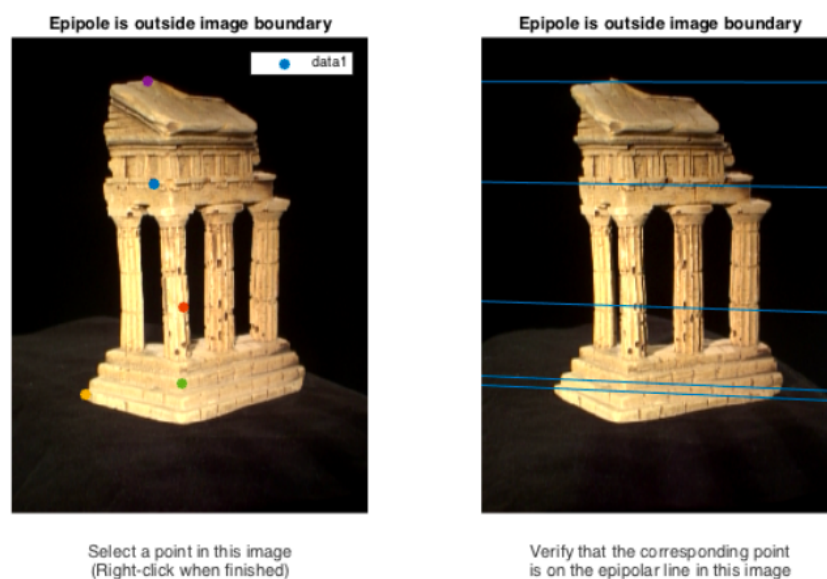 Epipole is outside image boundary
data1
Select a point in this image
(Right-click when finished)
Epipole is outside image boundary
Verify that the corresponding point
is on the epipolar line in this image